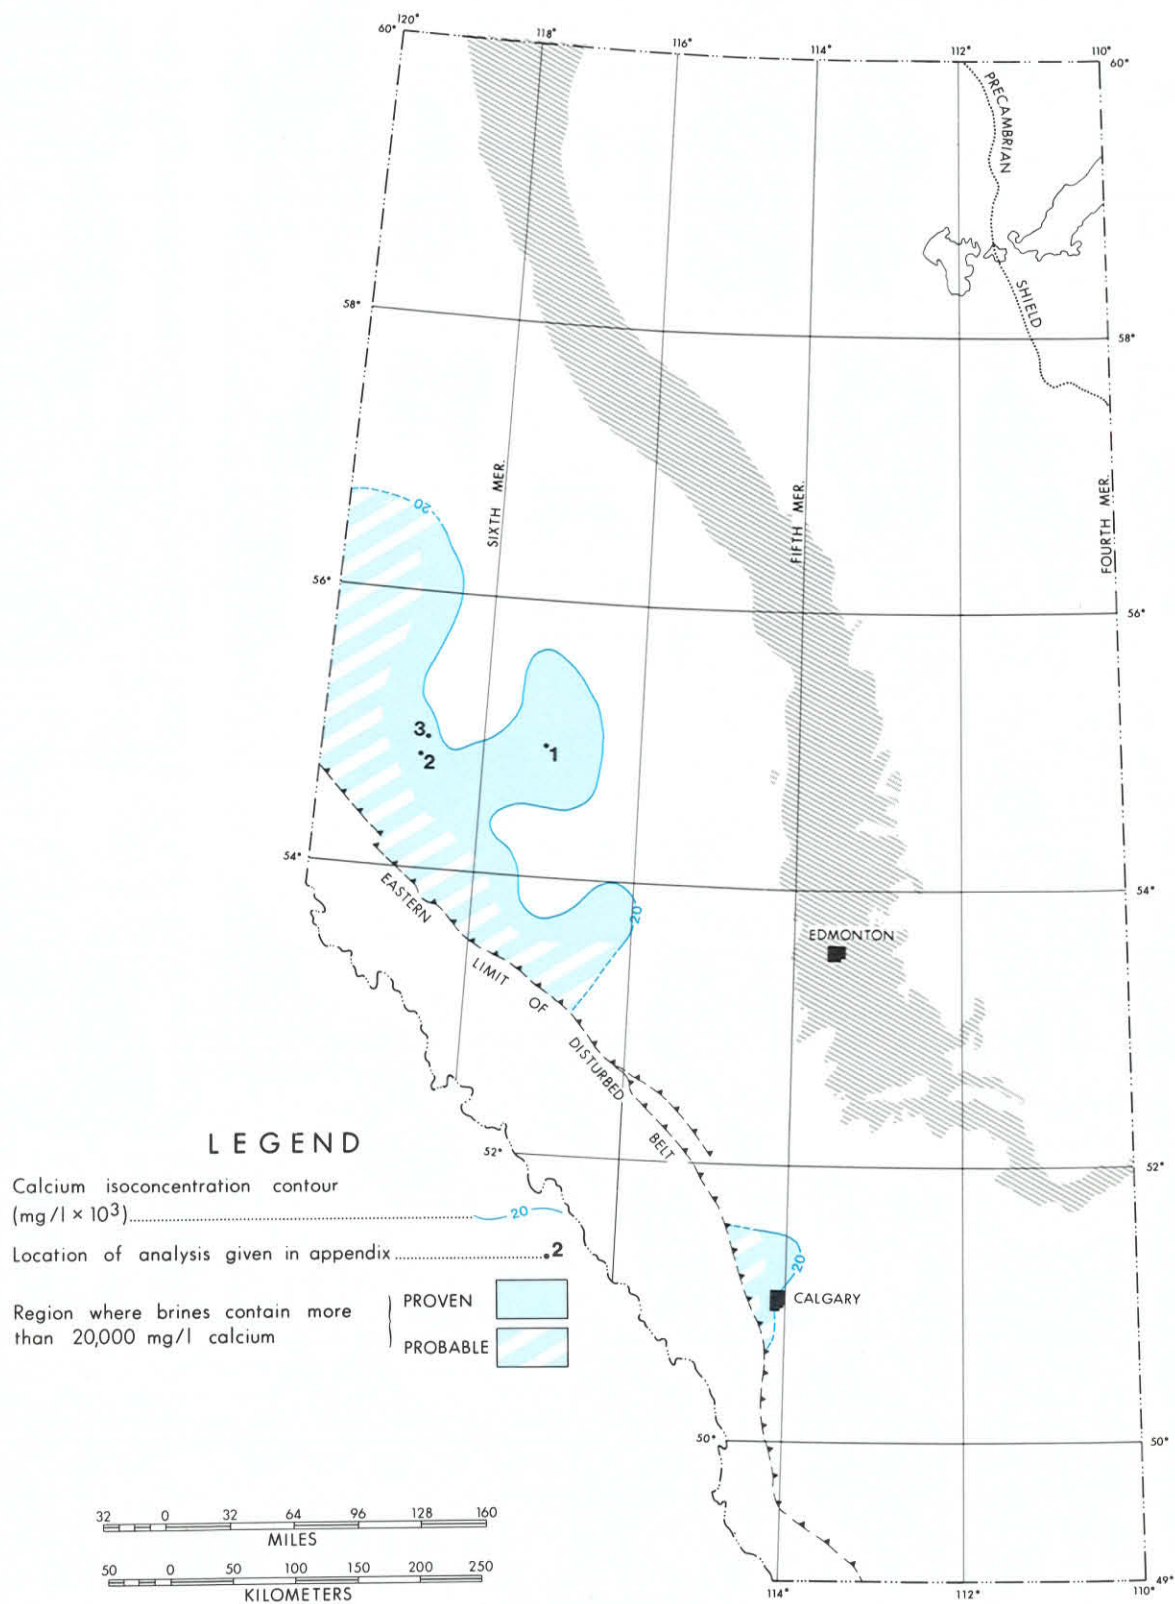 120°
60°
118°
116°
114°
112°
110°
60°
PRECAMBRIAN
SHIELD
58°
58°
20
SIXTH MER.
FIFTH MER.
FOURTH MER.
56°
56°
3
2
1
54°
54°
EASTERN LIMIT OF DISTURBED BELT
20
EDMONTON
LEGEND
52°
52°
Calcium isoconcentration contour
(mg/l × 10³) 20
Location of analysis given in appendix .2
Region where brines contain more
than 20,000 mg/l calcium
PROVEN
PROBABLE
20
CALGARY
50°
50°
32 0 32 64 96 128 160
MILES
50 0 50 100 150 200 250
KILOMETERS
114°
112°
110°
49°